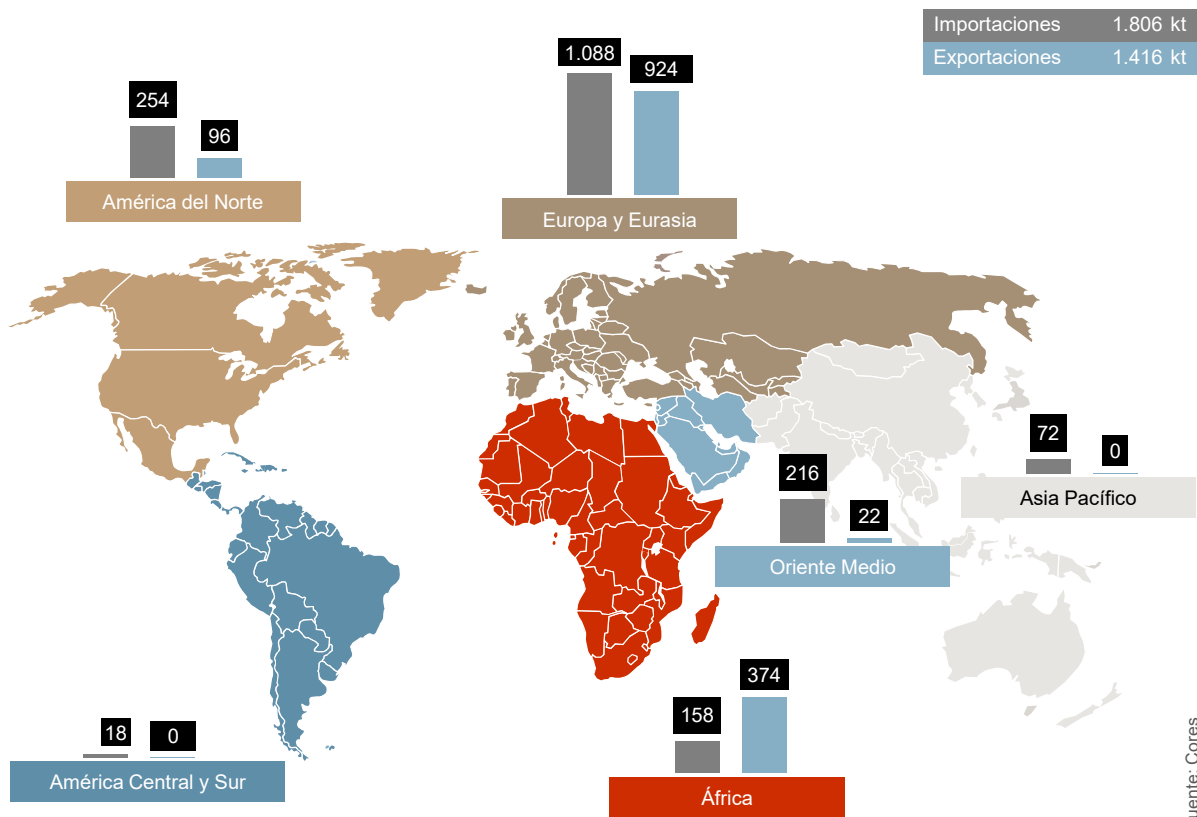 Importaciones 1.806 kt
Exportaciones 1.416 kt
1.088
924
254
96
América del Norte
Europa y Eurasia
72
0
Asia Pacífico
216
22
Oriente Medio
374
158
18
0
América Central y Sur
África
uente: Cores